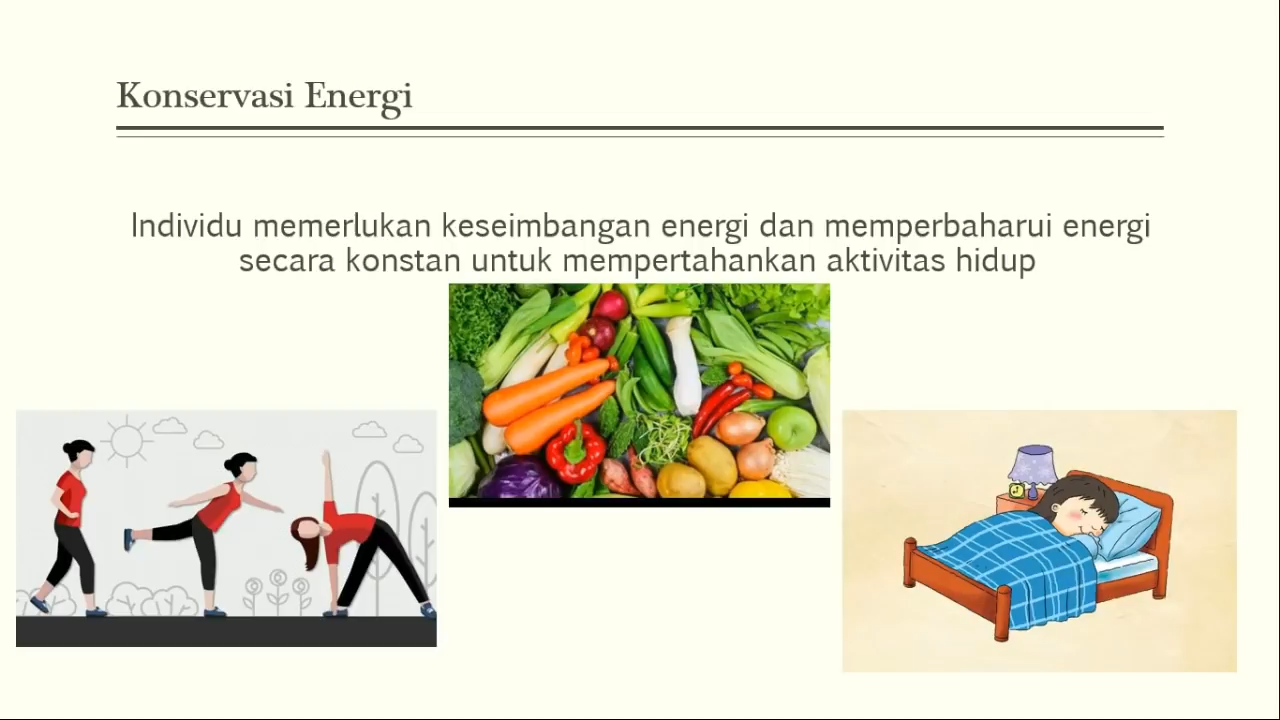 Konservasi Energi
Individu memerlukan keseimbangan energi dan memperbaharui energi
secara konstan untuk mempertahankan aktivitas hidup